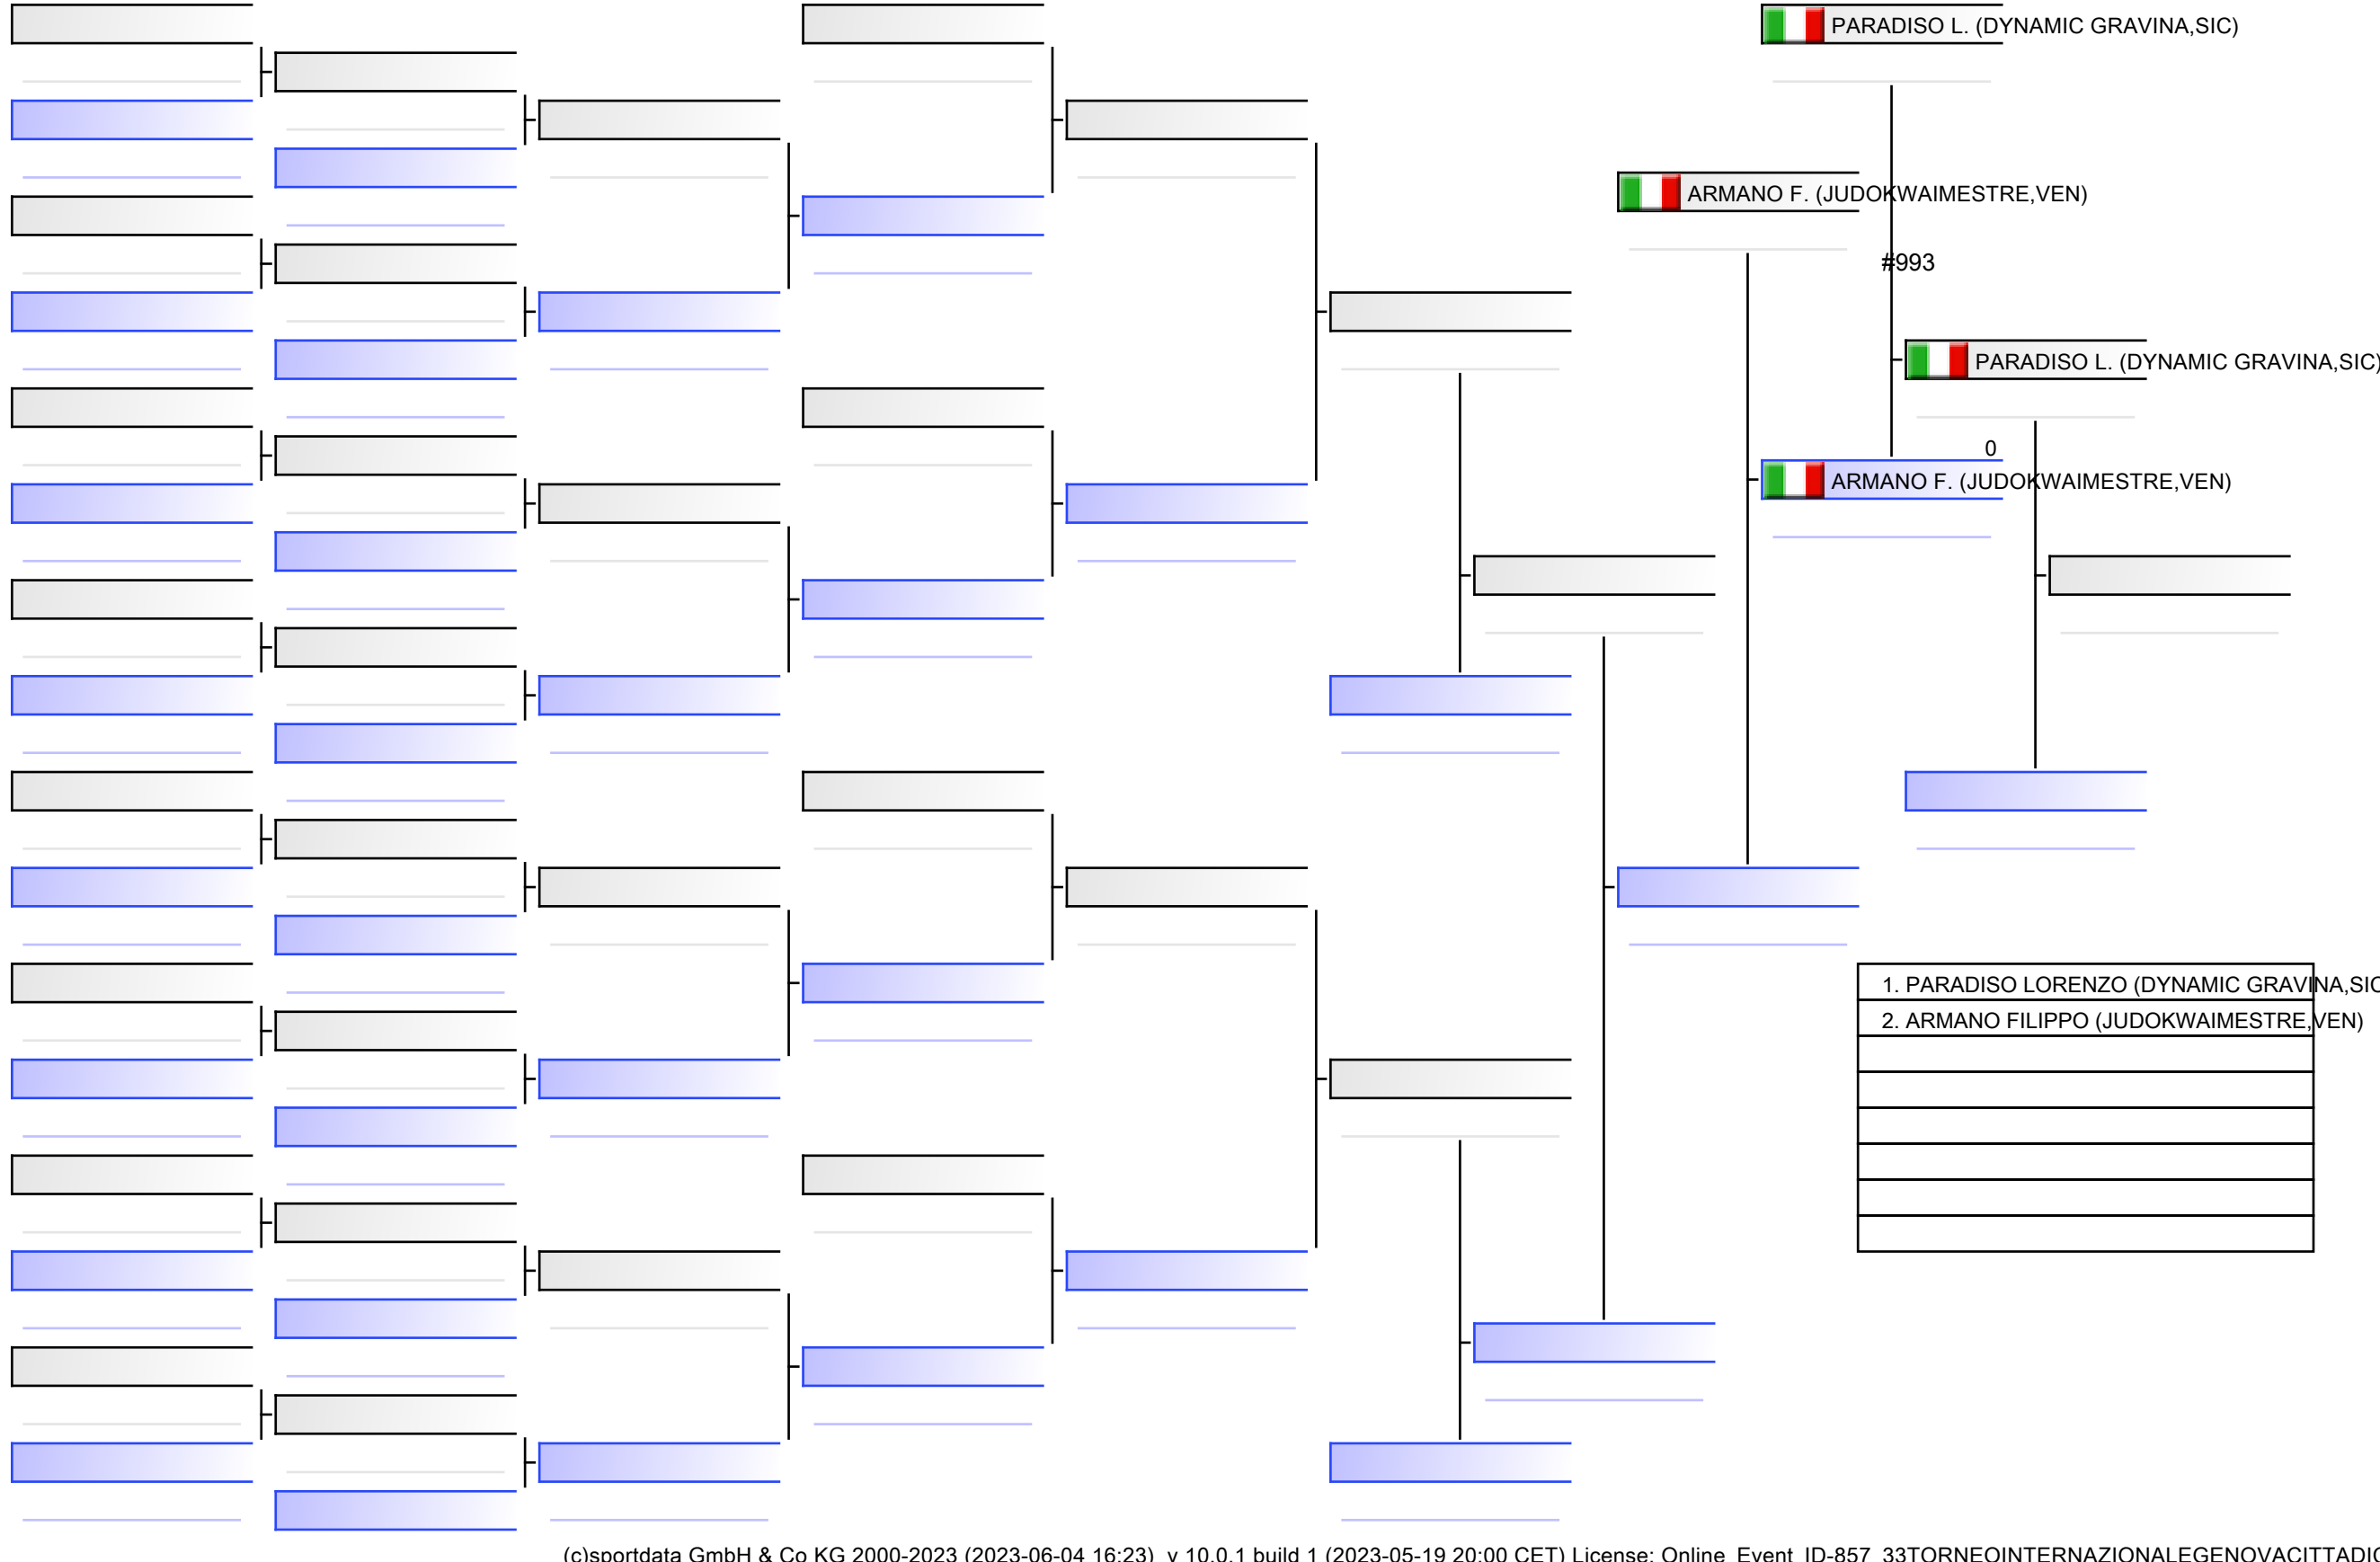 PARADISO L. (DYNAMIC GRAVINA,SIC)
ARMANO F. (JUDOKWAIMESTRE,VEN)
#993
PARADISO L. (DYNAMIC GRAVINA,SIC)
0
ARMANO F. (JUDOKWAIMESTRE,VEN)
1. PARADISO LORENZO (DYNAMIC GRAVINA,SIC
2. ARMANO FILIPPO (JUDOKWAIMESTRE,VEN)
(c)sportdata GmbH & Co KG 2000-2023 (2023-06-04 16:23) v 10.0.1 build 1 (2023-05-19 20:00 CET) License: Online Event ID-857 33TORNEOINTERNAZIONALEGENOVACITTADI